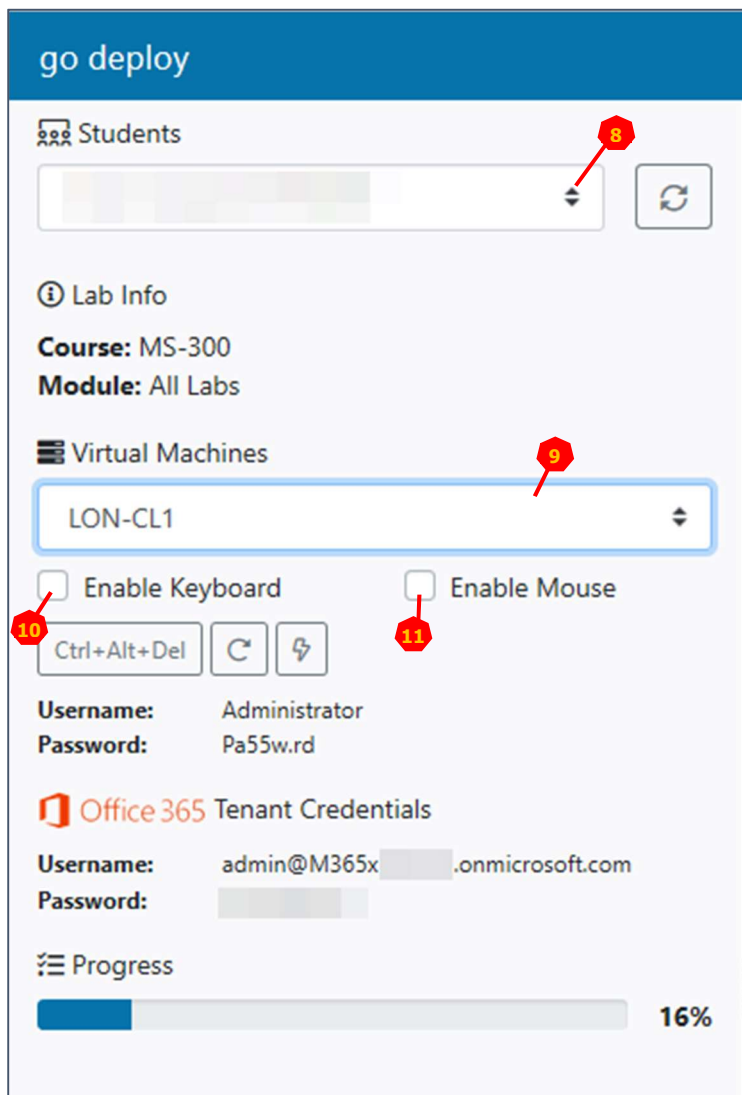 go deploy
Students
8
Lab Info
Course: MS-300
Module: All Labs
Virtual Machines
9
LON-CL1
Enable Keyboard Enable Mouse
10 11
Ctrl+Alt+Del
Username: Administrator
Password: Pa55w.rd
Office 365 Tenant Credentials
Username: admin@M365x .onmicrosoft.com
Password:
Progress
16%